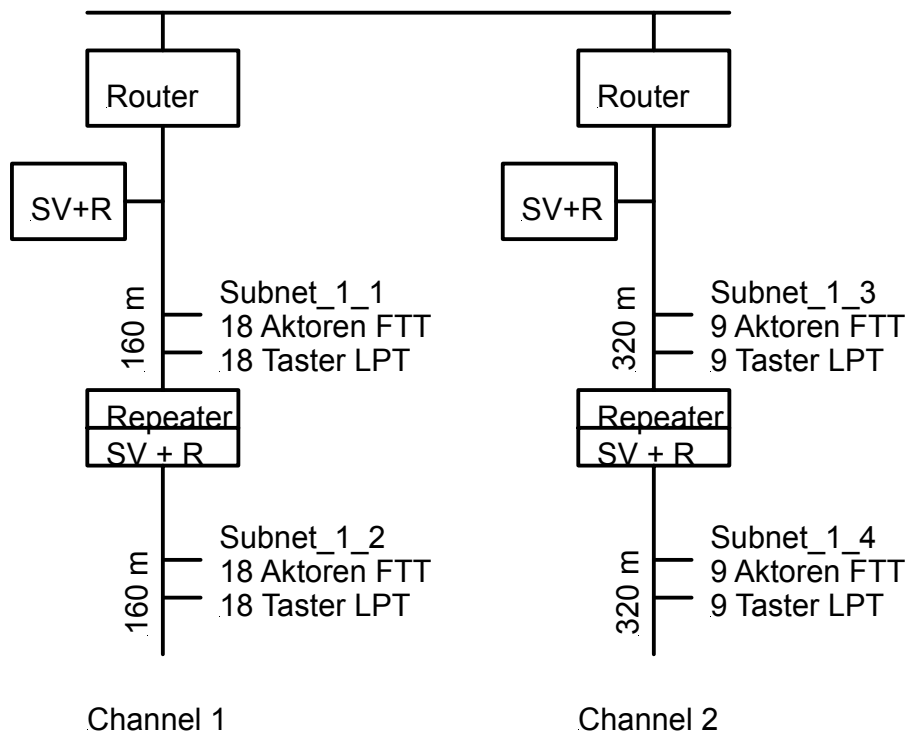 Router
SV+R
160 m
Subnet_1_1
18 Aktoren FTT
18 Taster LPT
Repeater
SV + R
160 m
Subnet_1_2
18 Aktoren FTT
18 Taster LPT
Channel 1
Router
SV+R
320 m
Subnet_1_3
9 Aktoren FTT
9 Taster LPT
Repeater
SV + R
320 m
Subnet_1_4
9 Aktoren FTT
9 Taster LPT
Channel 2